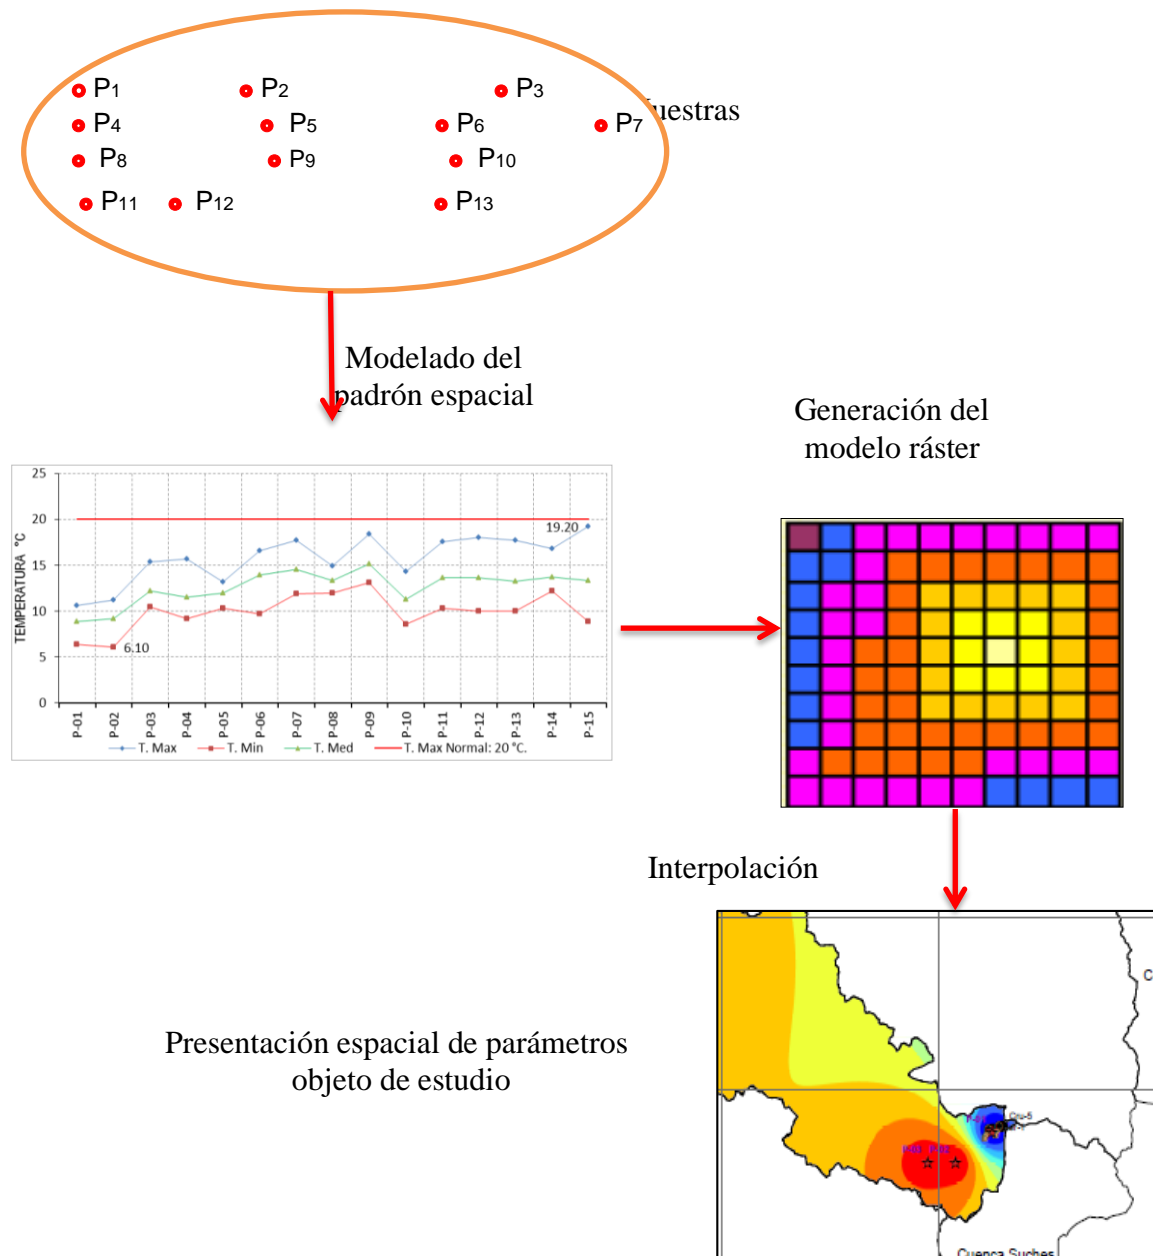 P1 P2 P3
uestras
P4 P5 P6 P7
P8 P9 P10
P11 P12 P13
Modelado del
padrón espacial
Generación del
modelo ráster
TEMPERATURA °C
25
20
15
10
5
0
19.20
6.10
P-01 P-02 P-03 P-04 P-05 P-06 P-07 P-08 P-09 P-10 P-11 P-12 P-13 P-14 P-15
T. Max T. Min T. Med T. Max Normal: 20 °C.
Interpolación
C
Presentación espacial de parámetros
objeto de estudio
P-03 P-02
Cuenca Suches